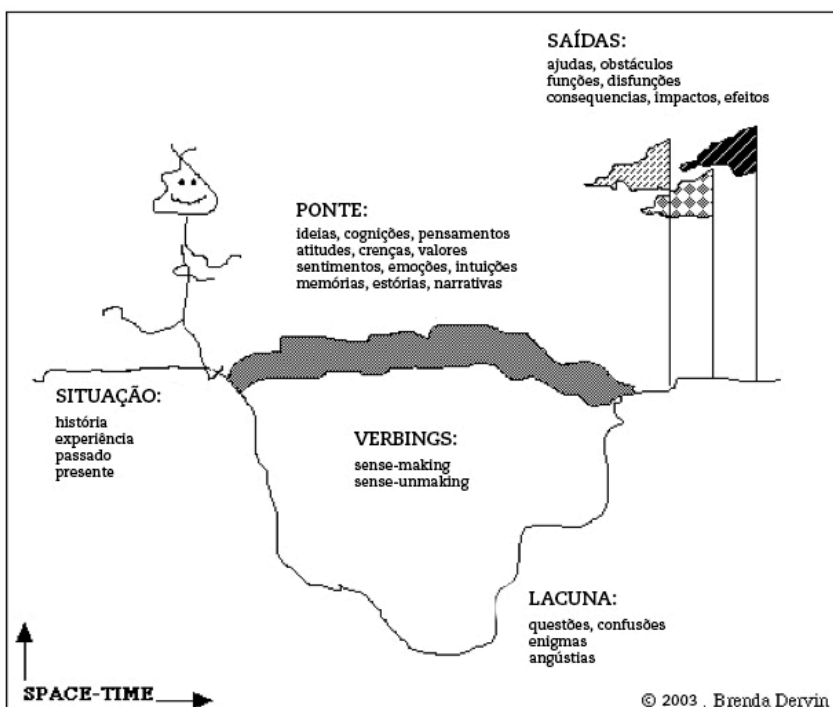 SAÍDAS:
ajudas, obstáculos
funções, disfunções
consequencias, impactos, efeitos
PONTE:
ideias, cognições, pensamentos
atitudes, crenças, valores
sentimentos, emoções, intuições
memórias, estórias, narrativas
SITUAÇÃO:
história
experiência
passado
presente
VERBINGS:
sense-making
sense-unmaking
LACUNA:
questões, confusões
enigmas
angústias
SPACE-TIME
© 2003 . Brenda Dervin